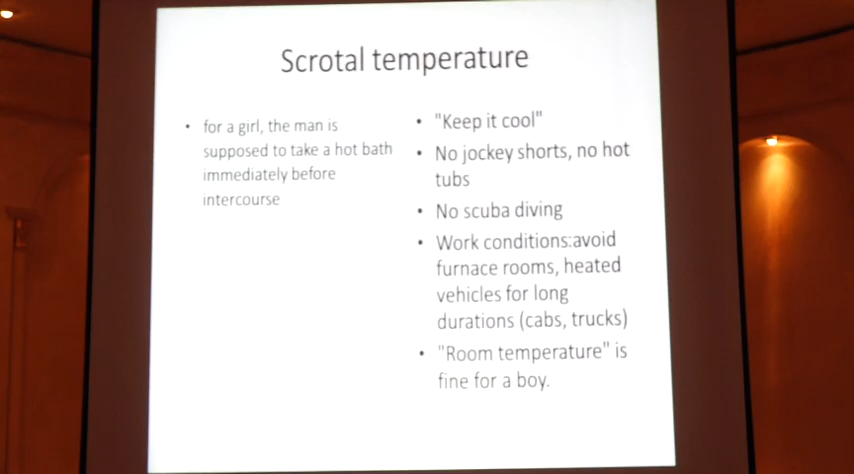 Scrotal temperature
• for a girl, the man is
supposed to take a hot bath
immediately before
intercourse
• "Keep it cool"
• No jockey shorts, no hot
tubs
• No scuba diving
• Work conditions:avoid
furnace rooms, heated
vehicles for long
durations (cabs, trucks)
• "Room temperature" is
fine for a boy.